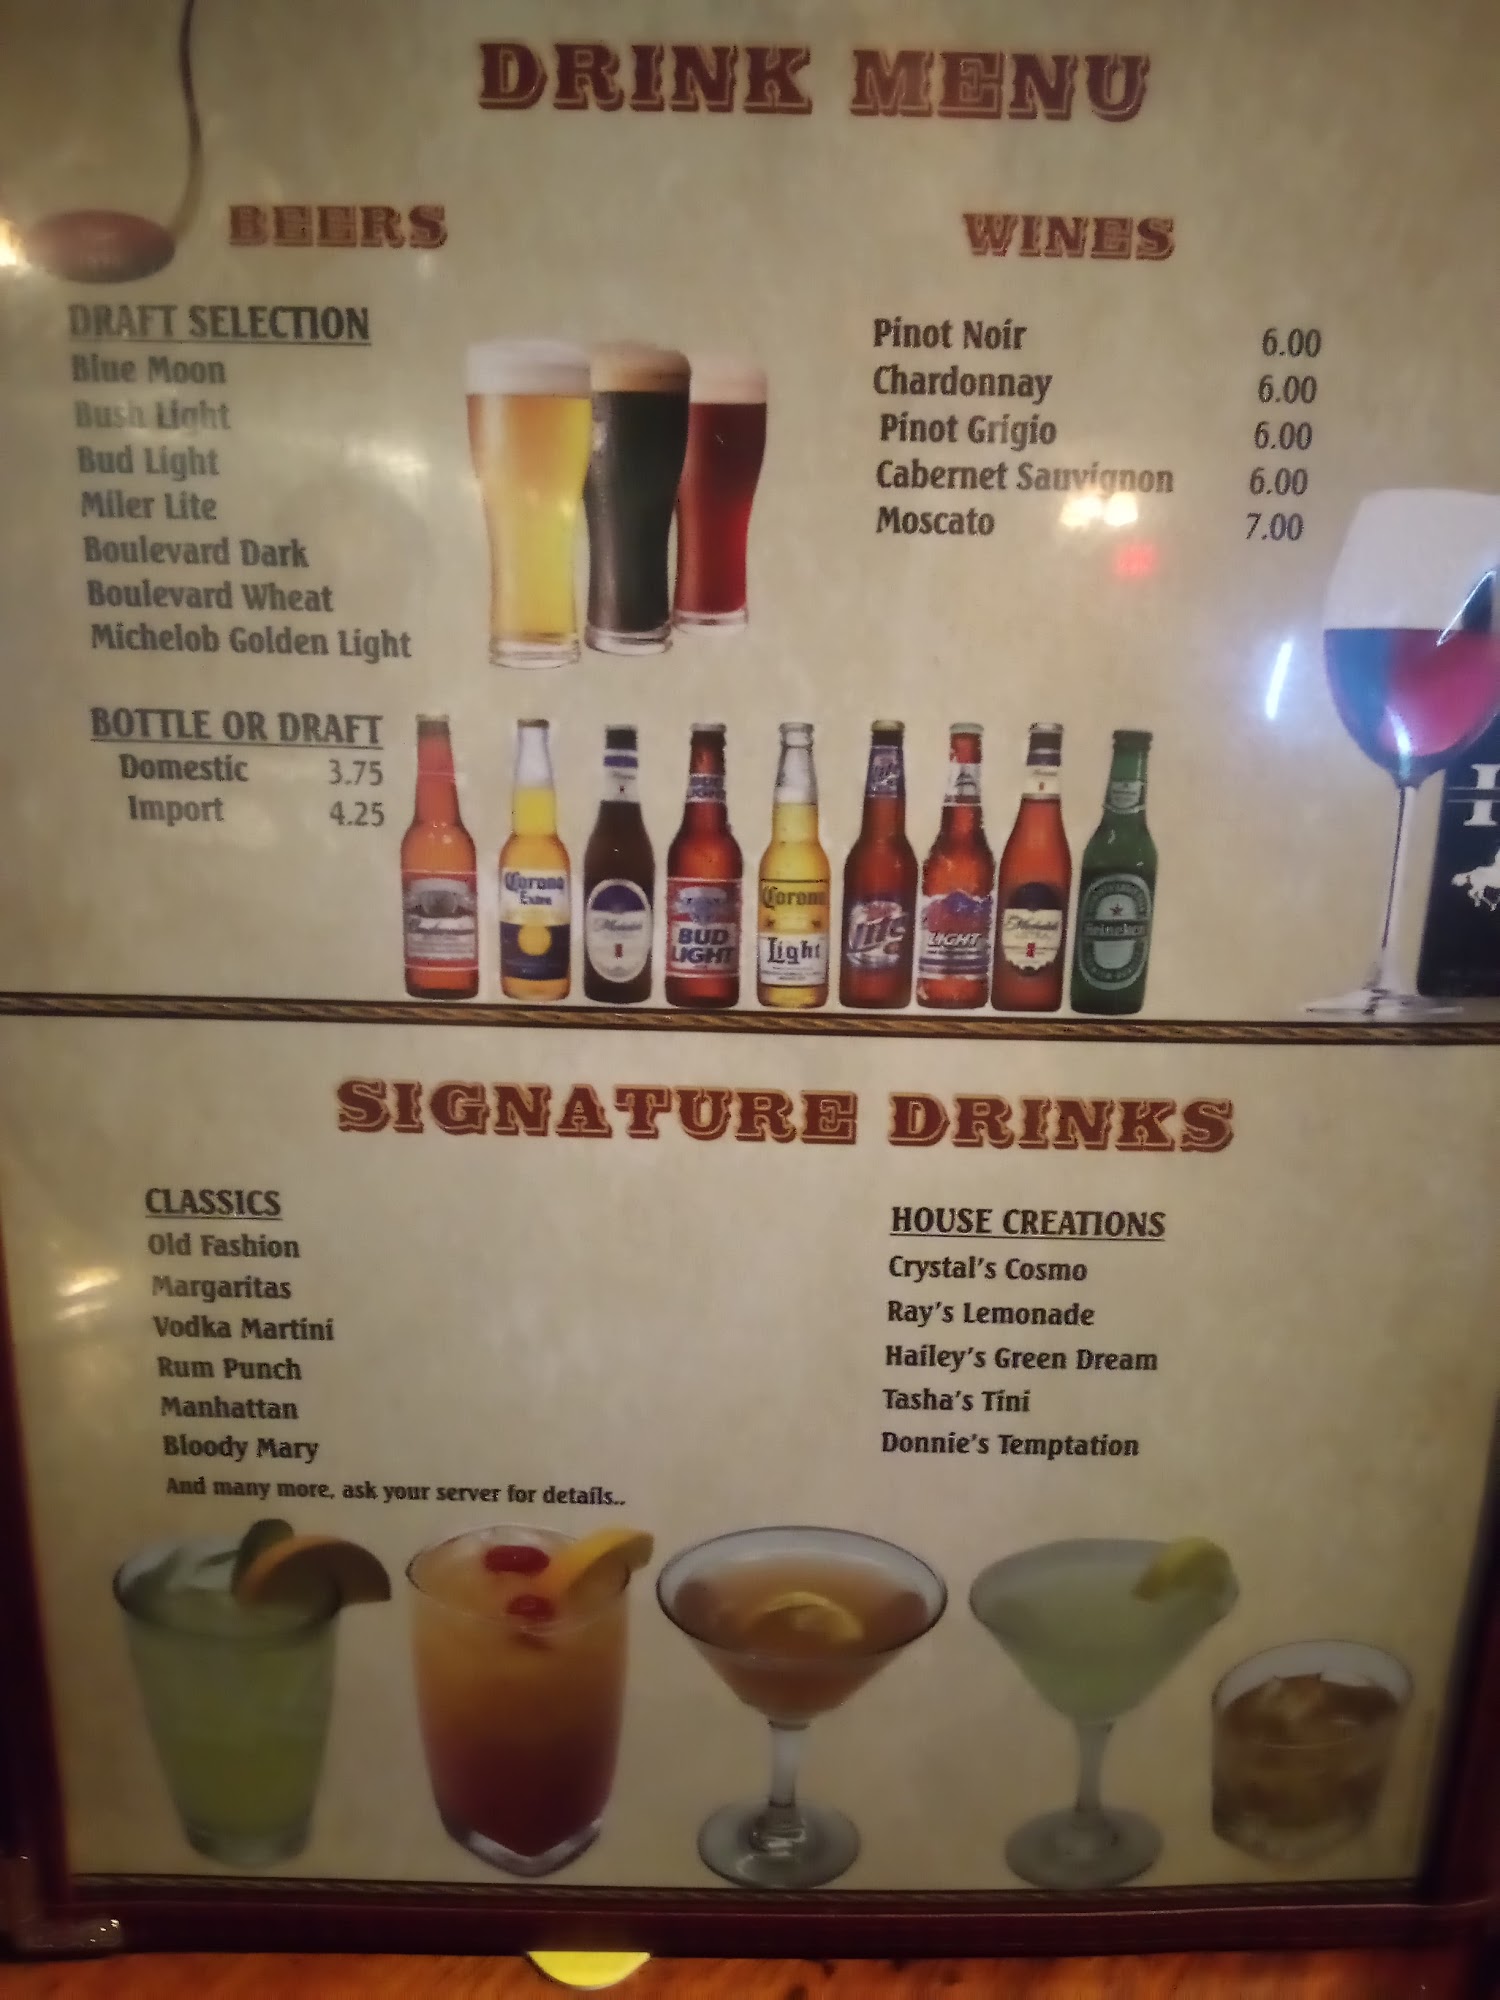 DRINK MENU
BEERS
DRAFT SELECTION
Blue Moon
Bush Light
Bud Light
Miler Lite
Boulevard Dark
Boulevard Wheat
Michelob Golden Light
BOTTLE OR DRAFT
Domestic 3.75
Import 4.25
WINES
Pinot Noir 6.00
Chardonnay 6.00
Pinot Grigio 6.00
Cabernet Sauvignon 6.00
Moscato 7.00
Corona
Extra
BUD
LIGHT
Corona
Light
Lite
LIGHT
Heineken
SIGNATURE DRINKS
CLASSICS
Old Fashion
Margaritas
Vodka Martini
Rum Punch
Manhattan
Bloody Mary
And many more, ask your server for details..
HOUSE CREATIONS
Crystal's Cosmo
Ray's Lemonade
Hailey's Green Dream
Tasha's Tini
Donnie's Temptation